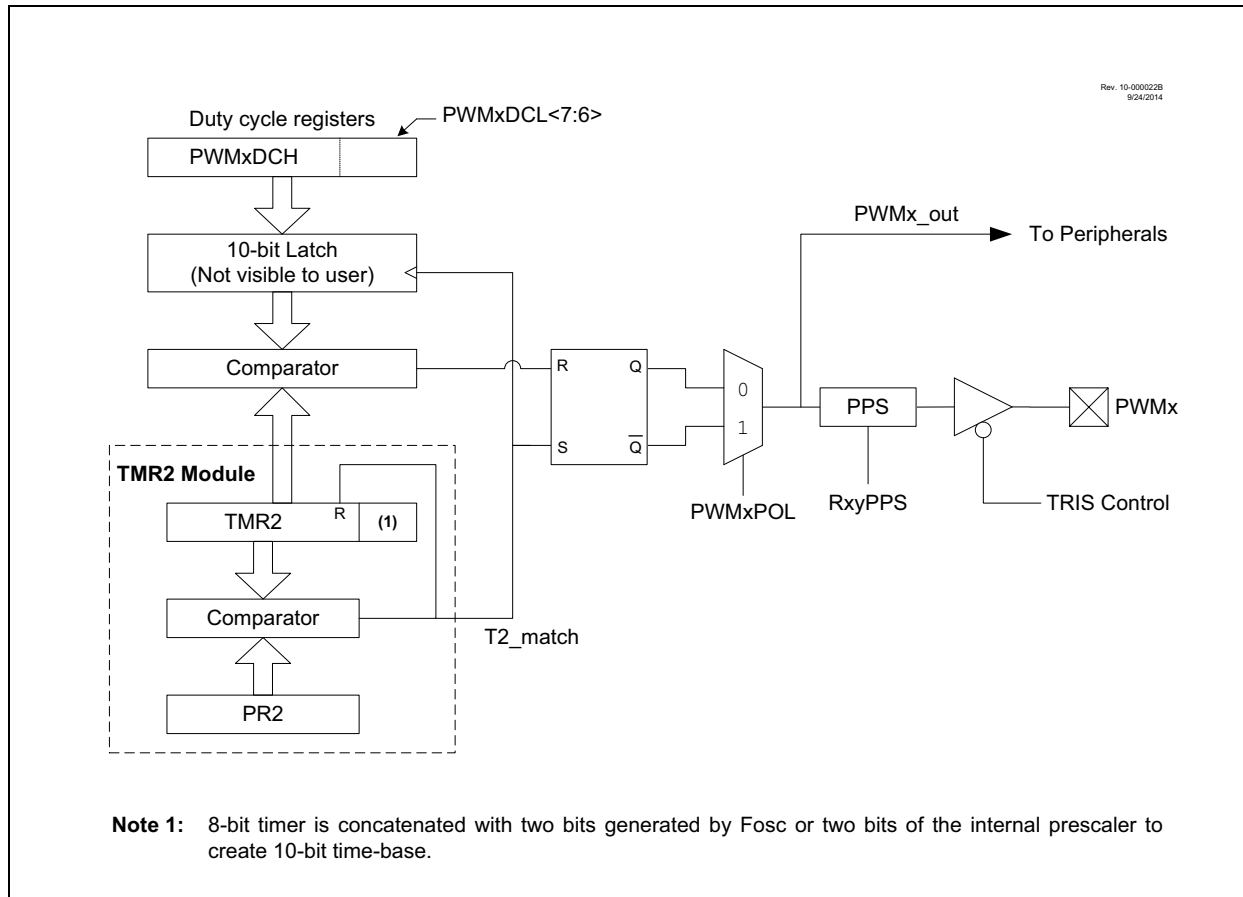 Rev. 10-000022B
9/24/2014
Duty cycle registers
PWMxDCL<7:6>
PWMxDCH
10-bit Latch
(Not visible to user)
Comparator
PWMx_out
To Peripherals
R
Q
S
Q̅
0
1
PWMxPOL
PPS
RxyPPS
PWMx
TRIS Control
TMR2 Module
TMR2
R
(1)
Comparator
T2_match
PR2
Note 1: 8-bit timer is concatenated with two bits generated by Fosc or two bits of the internal prescaler to
create 10-bit time-base.